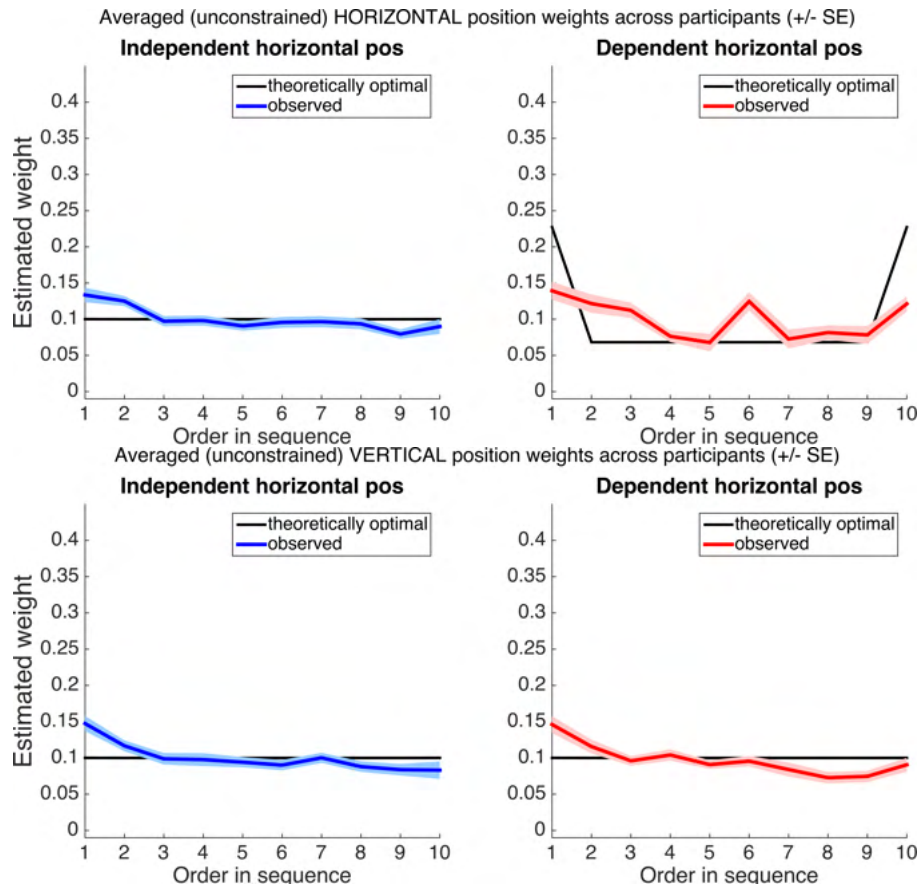 Averaged (unconstrained) HORIZONTAL position weights across participants (+/- SE)
Independent horizontal pos
theoretically optimal
observed
0.4
0.35
0.3
0.25
0.2
0.15
0.1
0.05
0
Estimated weight
1 2 3 4 5 6 7 8 9 10
Order in sequence
Dependent horizontal pos
theoretically optimal
observed
0.4
0.35
0.3
0.25
0.2
0.15
0.1
0.05
0
1 2 3 4 5 6 7 8 9 10
Order in sequence
Averaged (unconstrained) VERTICAL position weights across participants (+/- SE)
Independent horizontal pos
theoretically optimal
observed
0.4
0.35
0.3
0.25
0.2
0.15
0.1
0.05
0
Estimated weight
1 2 3 4 5 6 7 8 9 10
Order in sequence
Dependent horizontal pos
theoretically optimal
observed
0.4
0.35
0.3
0.25
0.2
0.15
0.1
0.05
0
1 2 3 4 5 6 7 8 9 10
Order in sequence